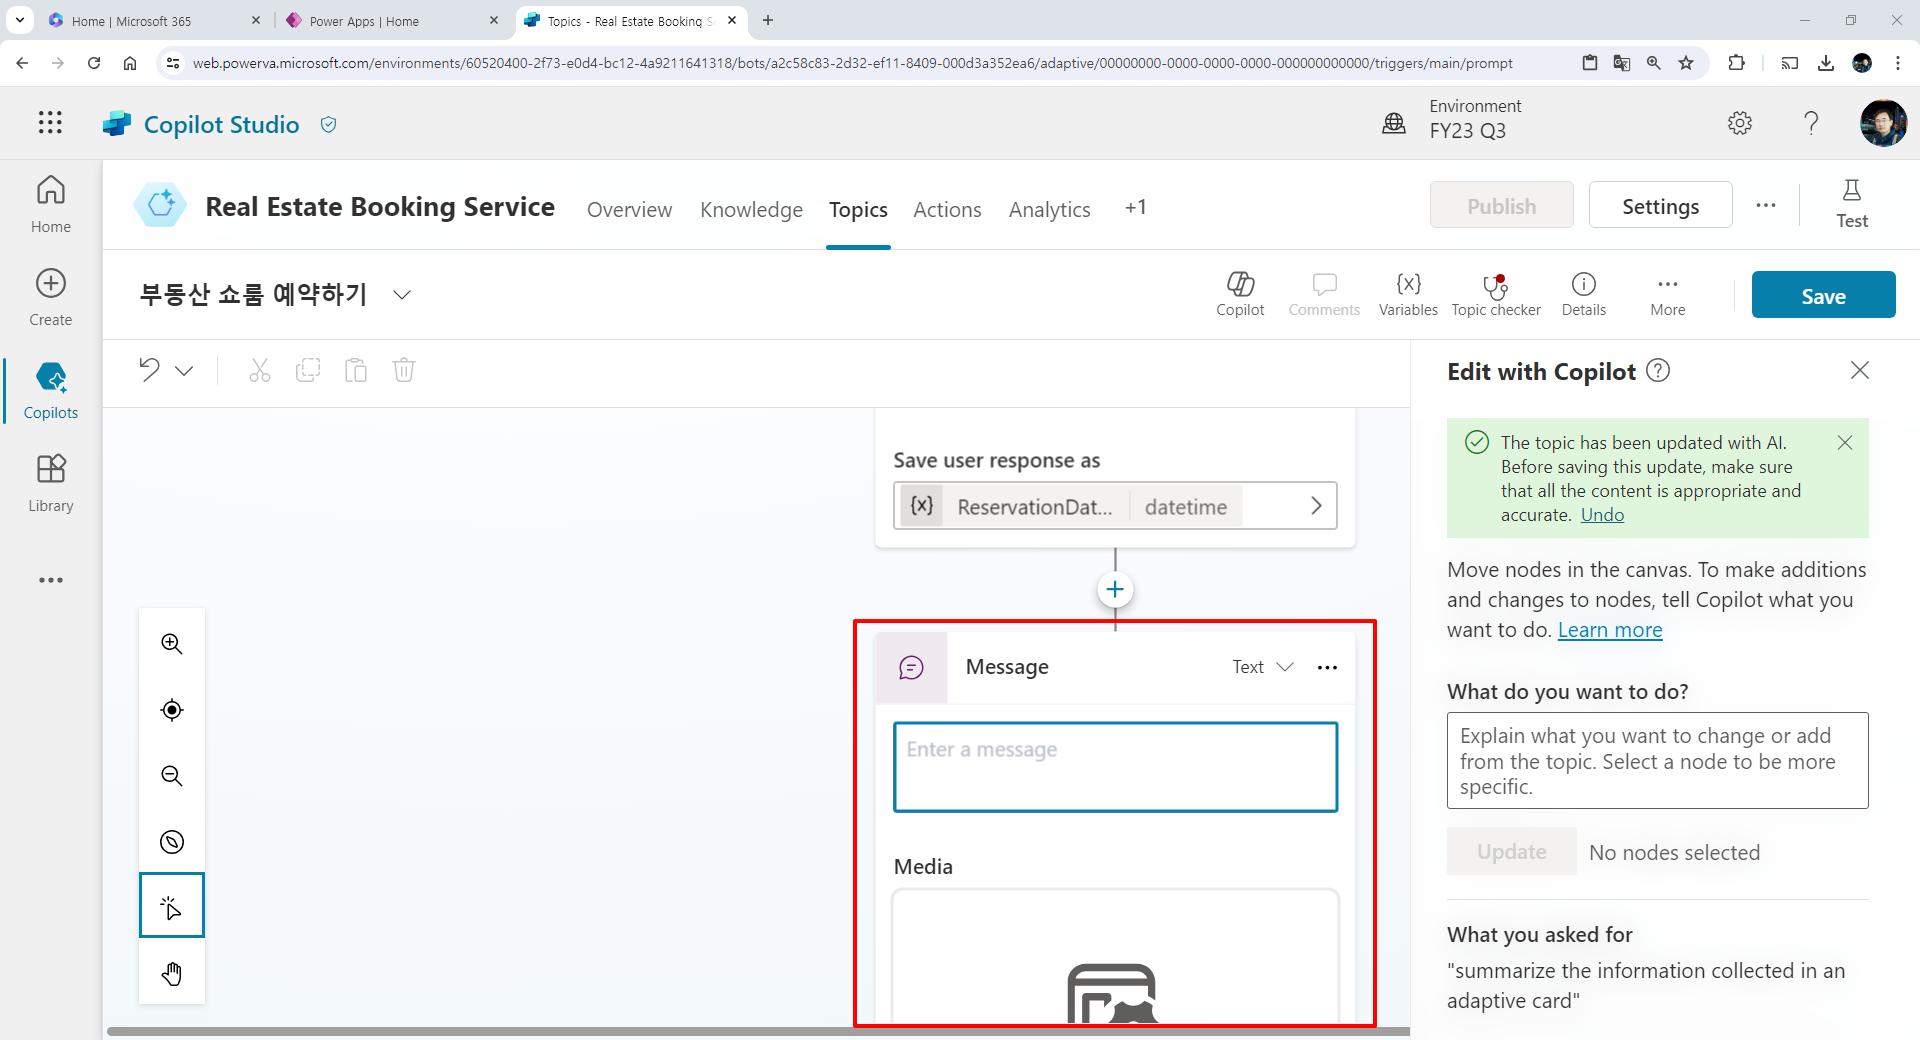 Home | Microsoft 365
Power Apps | Home
Topics - Real Estate Booking S
web.powerva.microsoft.com/environments/60520400-2f73-e0d4-bc12-4a9211641318/bots/a2c58c83-2d32-ef11-8409-000d3a352ea6/adaptive/00000000-0000-0000-0000-000000000000/triggers/main/prompt
Copilot Studio
Environment
FY23 Q3
Real Estate Booking Service
Overview
Knowledge
Topics
Actions
Analytics
+1
Publish
Settings
Test
Home
Create
Copilots
Library
부동산 쇼룸 예약하기
Copilot
Comments
Variables
Topic checker
Details
More
Save
Save user response as
{x} ReservationDat... datetime
Message
Text
Enter a message
Media
Edit with Copilot
The topic has been updated with AI.
Before saving this update, make sure
that all the content is appropriate and
accurate. Undo
Move nodes in the canvas. To make additions
and changes to nodes, tell Copilot what you
want to do. Learn more
What do you want to do?
Explain what you want to change or add
from the topic. Select a node to be more
specific.
Update
No nodes selected
What you asked for
"summarize the information collected in an
adaptive card"